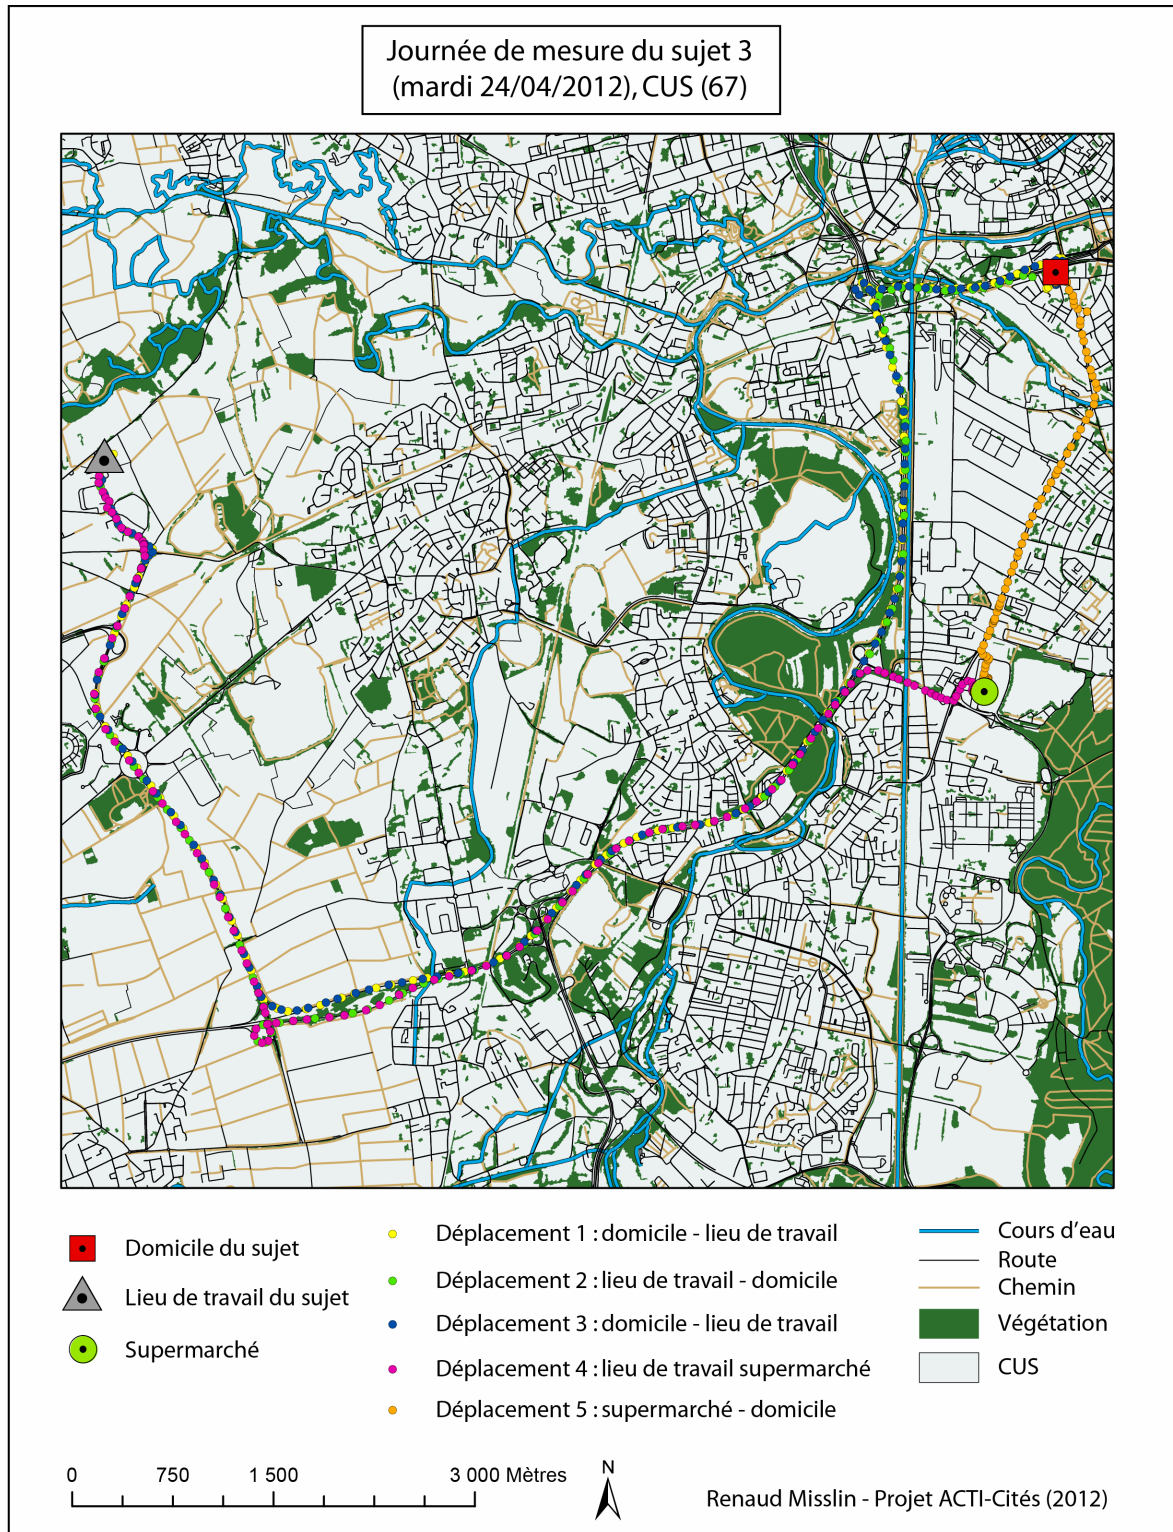 Journée de mesure du sujet 3
(mardi 24/04/2012), CUS (67)
Domicile du sujet
Lieu de travail du sujet
Supermarché
Déplacement 1 : domicile - lieu de travail
Déplacement 2 : lieu de travail - domicile
Déplacement 3 : domicile - lieu de travail
Déplacement 4 : lieu de travail supermarché
Déplacement 5 : supermarché - domicile
Cours d'eau
Route
Chemin
Végétation
CUS
0 750 1 500 3 000 Mètres
N
Renaud Misslin - Projet ACTI-Cités (2012)